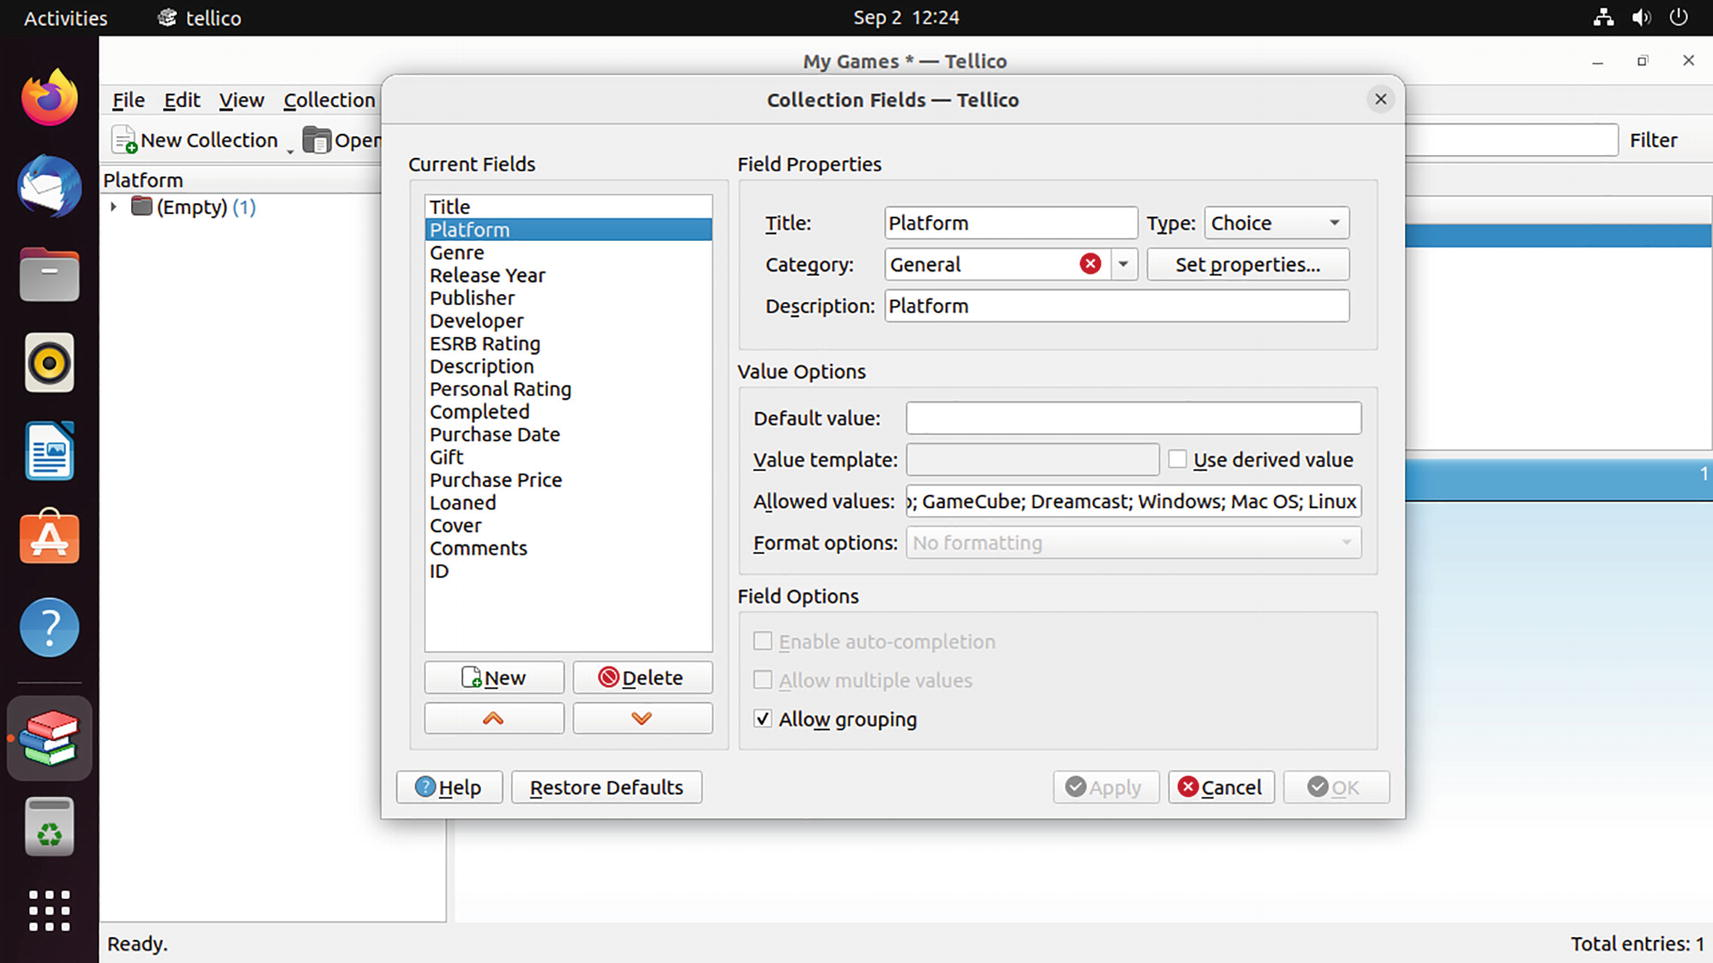 Activities
tellico
Sep 2 12:24
My Games * — Tellico
File Edit View Collection
New Collection
Open
Filter
Platform
(Empty) (1)
Collection Fields — Tellico
Current Fields
Title
Platform
Genre
Release Year
Publisher
Developer
ESRB Rating
Description
Personal Rating
Completed
Purchase Date
Gift
Purchase Price
Loaned
Cover
Comments
ID
New
Delete
Field Properties
Title: Platform Type: Choice
Category: General Set properties...
Description: Platform
Value Options
Default value:
Value template: Use derived value
Allowed values: ; GameCube; Dreamcast; Windows; Mac OS; Linux
Format options: No formatting
Field Options
Enable auto-completion
Allow multiple values
Allow grouping
Help
Restore Defaults
Apply
Cancel
OK
1
Ready.
Total entries: 1